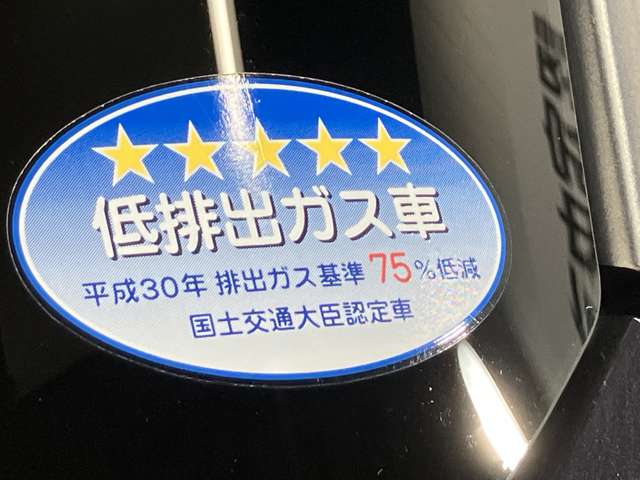 低排出ガス車
平成30年 排出ガス基準 75%低減
国土交通大臣認定車